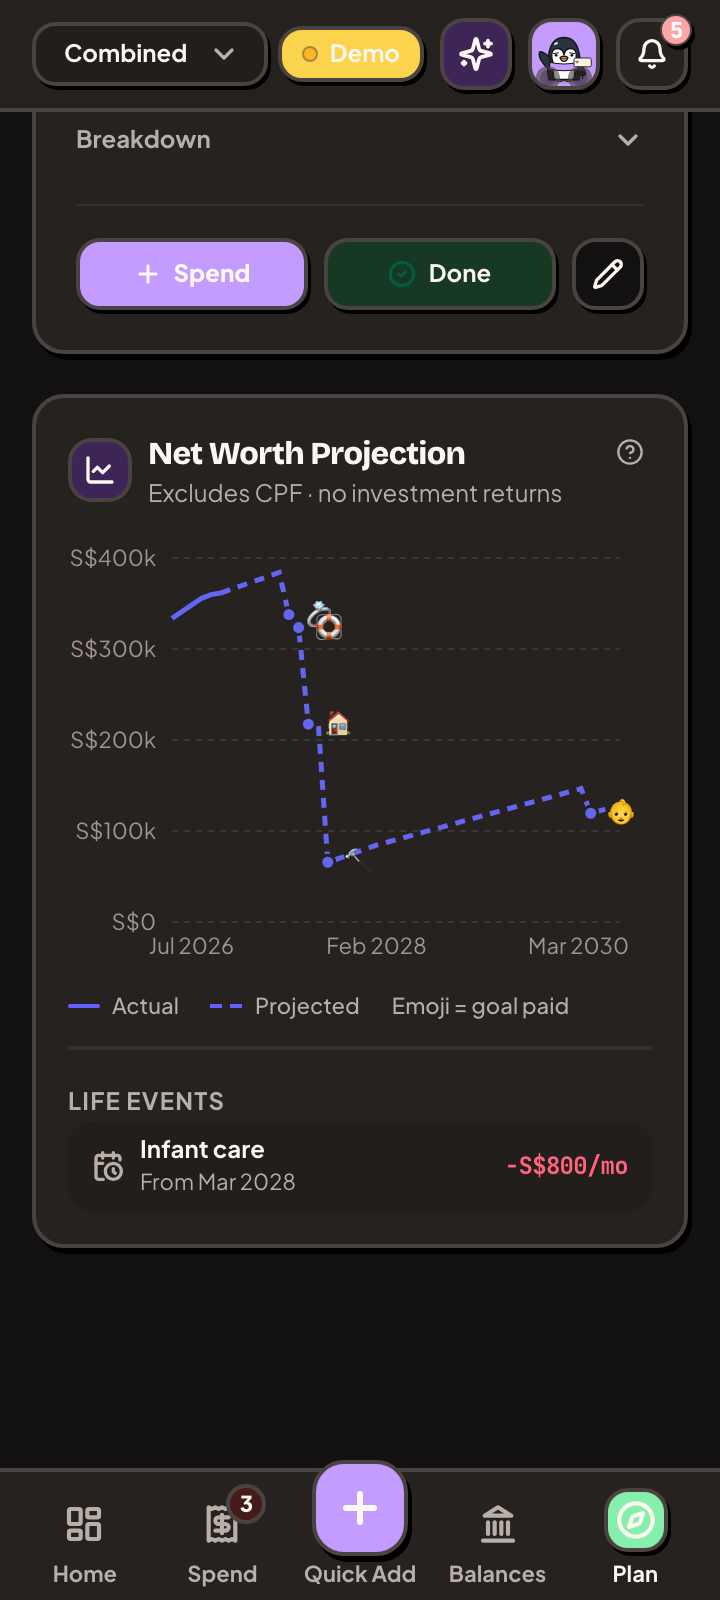 Combined
Demo
5
Breakdown
Spend
Done
Net Worth Projection
Excludes CPF · no investment returns
S$400k
S$300k
S$200k
S$100k
S$0
Jul 2026
Feb 2028
Mar 2030
Actual
Projected
Emoji = goal paid
LIFE EVENTS
Infant care
-S$800/mo
From Mar 2028
3
Home
Spend
Quick Add
Balances
Plan